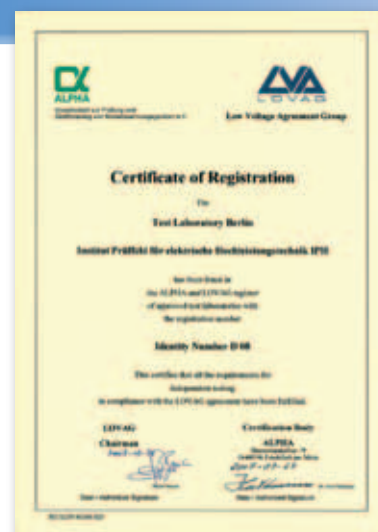 ALPHA
LOVAG
Low Voltage Agreement Group
Certificate of Registration
The
Test Laboratory Berlin
Institut Prüffeld für elektrische Hochleistungstechnik IPH
has been listed in
the ALPHA and LOVAG register
of approved test laboratories with
the registration number
Identity Number D 08
This certifies that all the requirements for
independent testing
in compliance with the LOVAG agreement have been fulfilled.
LOVAG
Chairman
Certification Body
ALPHA